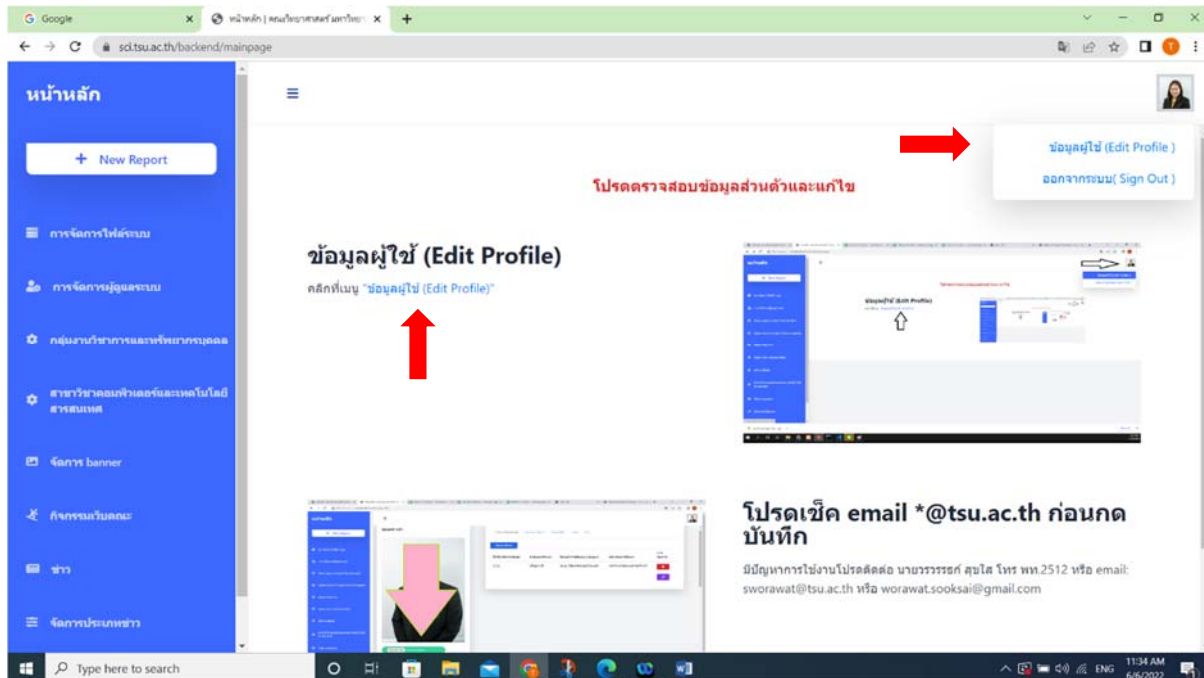 Google
หน้าหลัก | คณะวิทยาศาสตร์ มหาวิทยา
sci.tsu.ac.th/backend/mainpage
T
หน้าหลัก
+ New Report
ข้อมูลผู้ใช้ (Edit Profile )
ออกจากระบบ( Sign Out )
โปรดตรวจสอบข้อมูลส่วนตัวและแก้ไข
การจัดการไฟล์ระบบ
การจัดการผู้ดูแลระบบ
กลุ่มงานวิชาการและทรัพยากรบุคคล
สาขาวิชาคอมพิวเตอร์และเทคโนโลยี
สารสนเทศ
จัดการ banner
กิจกรรมเว็บคณะ
ข่าว
จัดการประเภทข่าว
ข้อมูลผู้ใช้ (Edit Profile)
คลิกที่เมนู "ข้อมูลผู้ใช้ (Edit Profile)"
โปรดเช็ค email *@tsu.ac.th ก่อนกด
บันทึก
มีปัญหาการใช้งานโปรดติดต่อ นายวรวรรธก์ สุขใส โทร พท.2512 หรือ email:
sworawat@tsu.ac.th หรือ worawat.sooksai@gmail.com
Type here to search
ENG
11:34 AM
6/6/2022